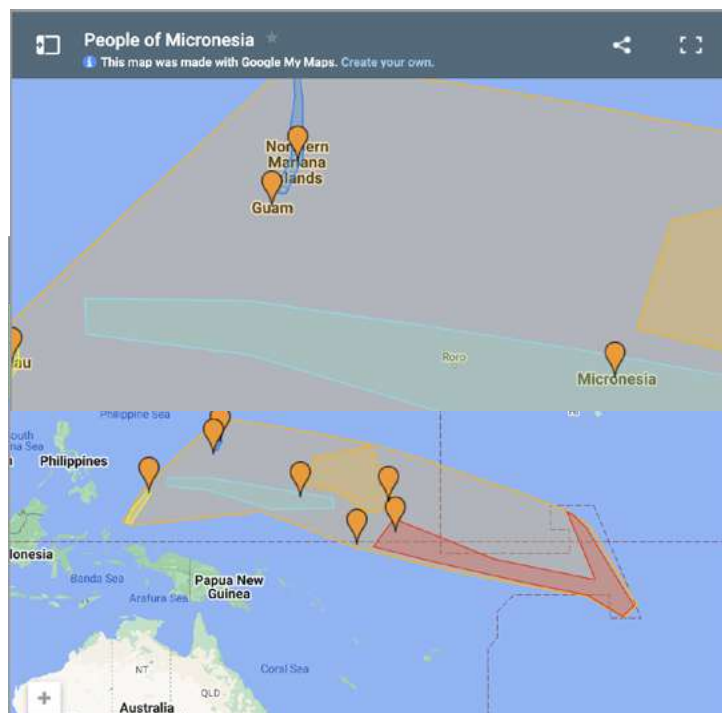 People of Micronesia
This map was made with Google My Maps. Create your own.
Northern
Mariana
Islands
Guam
au
Roro
Micronesia
Philippine Sea
Philippines
Banda Sea
Papua New
Guinea
Arafura Sea
Coral Sea
NT
QLD
Australia